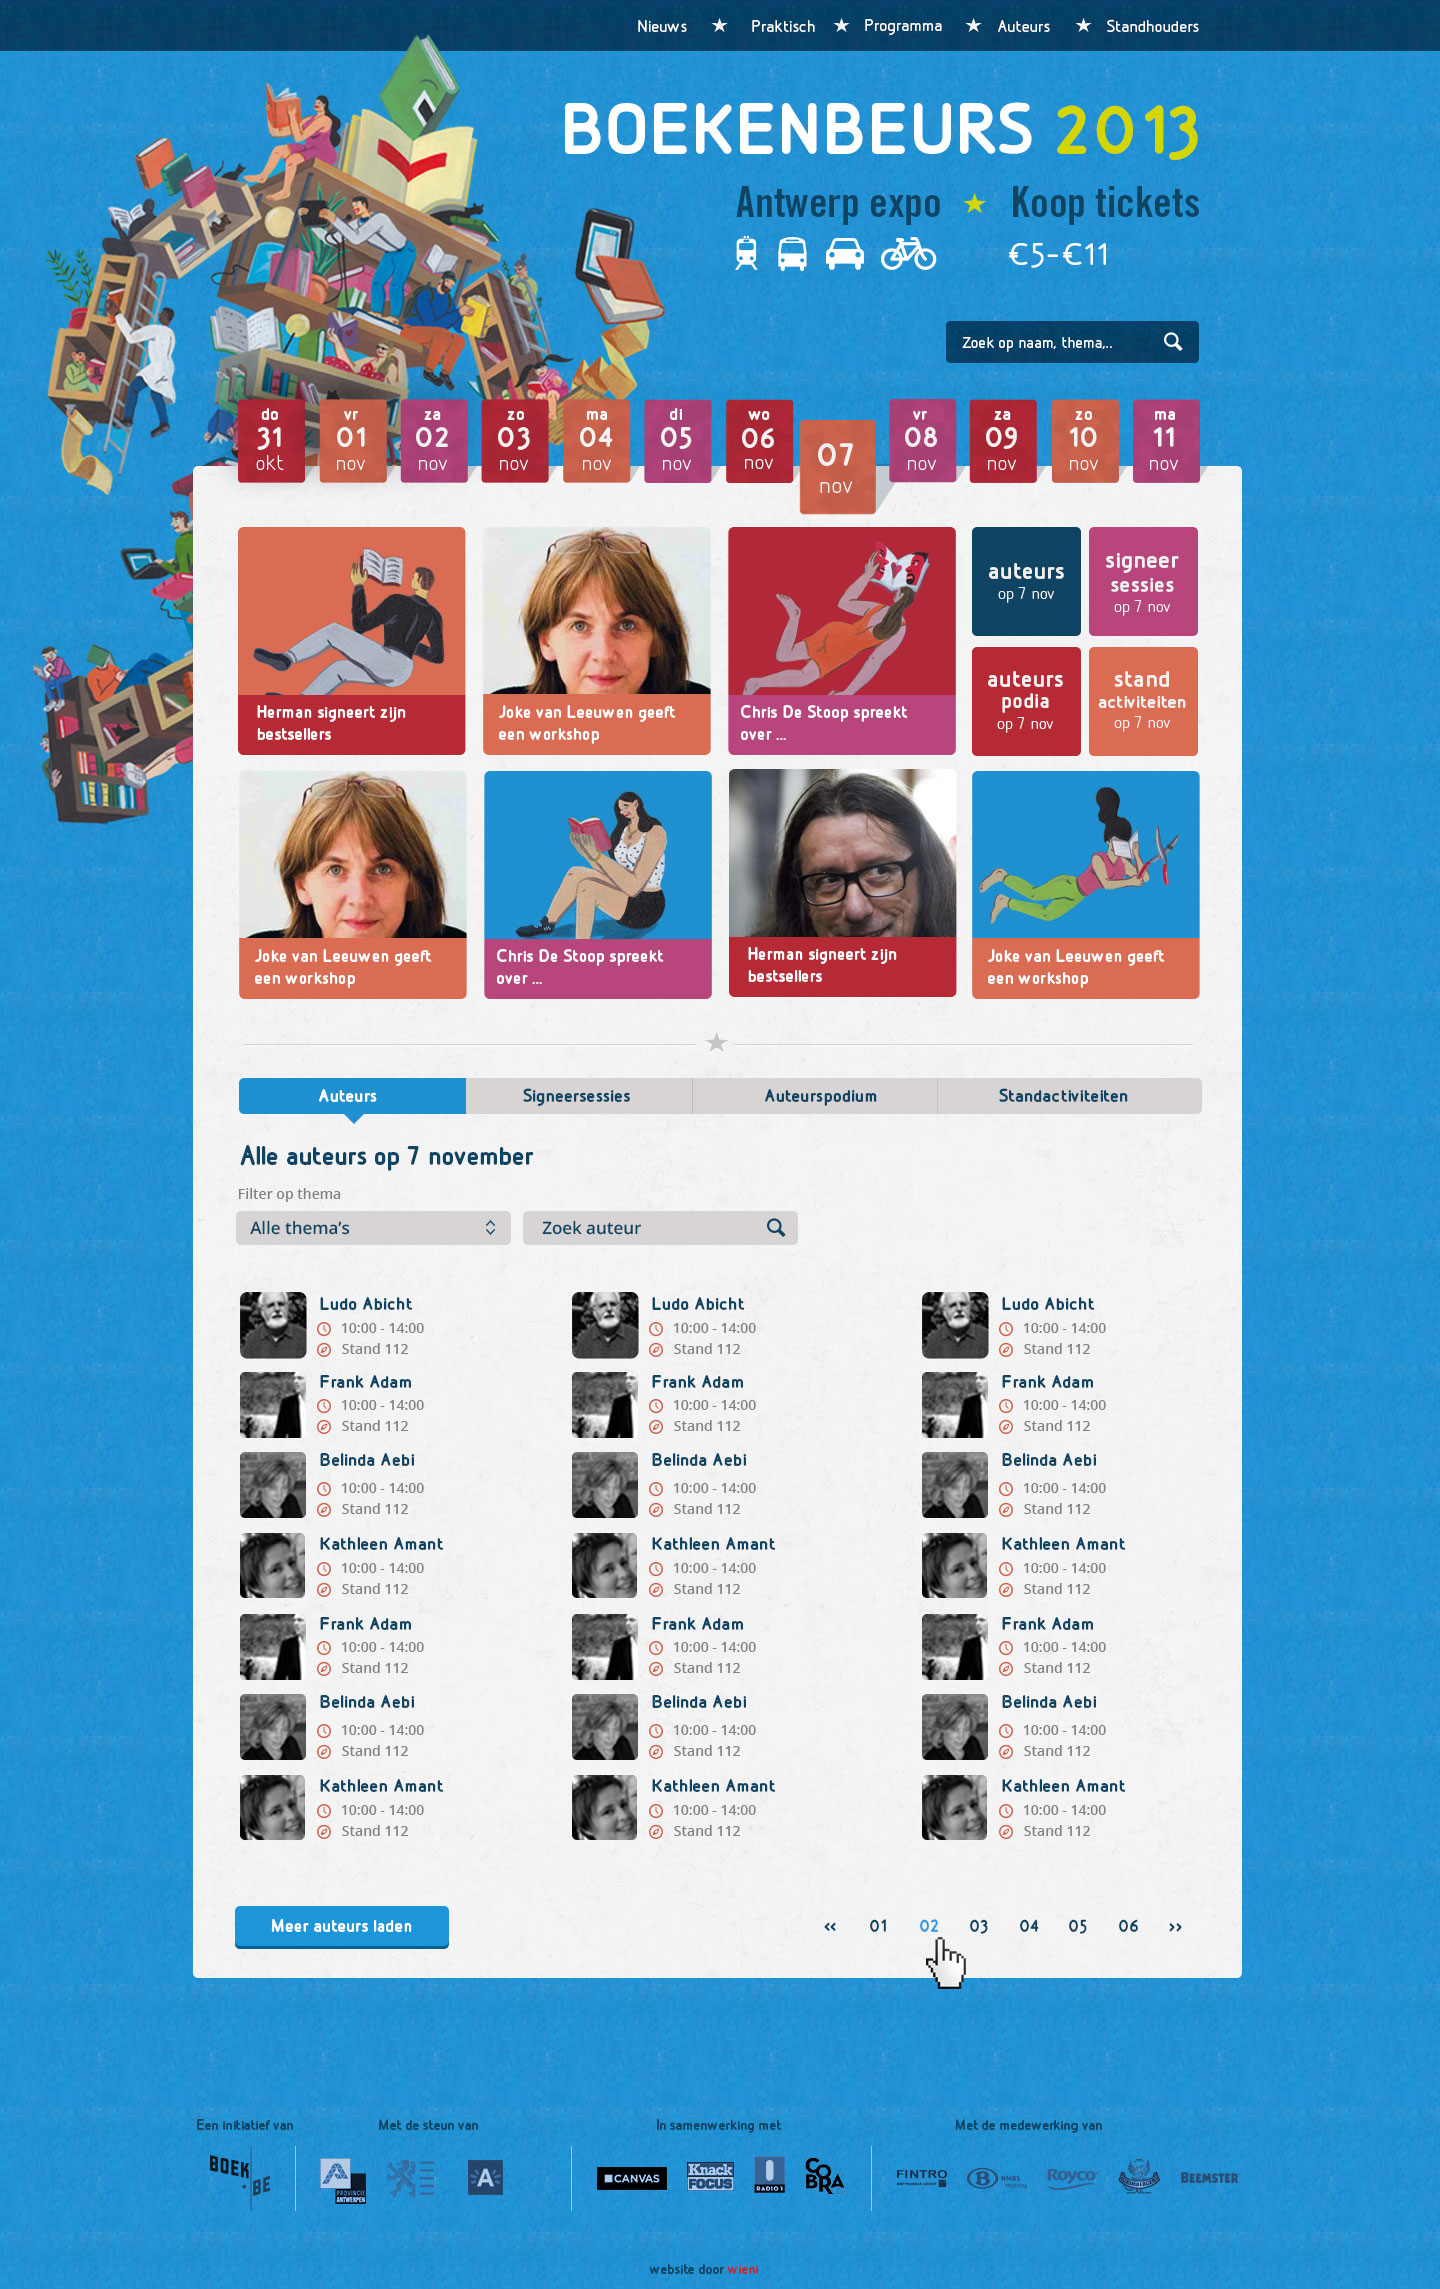 Nieuws ★ Praktisch ★ Programma ★ Auteurs ★ Standhouders
BOEKENBEURS 2013
Antwerp expo ★ Koop tickets
€5-€11
Zoek op naam, thema,..
do
31
okt
vr
01
nov
za
02
nov
zo
03
nov
ma
04
nov
di
05
nov
wo
06
nov
07
nov
vr
08
nov
za
09
nov
zo
10
nov
ma
11
nov
Herman signeert zijn
bestsellers
Joke van Leeuwen geeft
een workshop
Chris De Stoop spreekt
over ...
auteurs
op 7 nov
signeer
sessies
op 7 nov
auteurs
podia
op 7 nov
stand
activiteiten
op 7 nov
Joke van Leeuwen geeft
een workshop
Chris De Stoop spreekt
over ...
Herman signeert zijn
bestsellers
Joke van Leeuwen geeft
een workshop
Auteurs Signeersessies Auteurspodium Standactiviteiten
Alle auteurs op 7 november
Filter op thema
Alle thema's Zoek auteur
Ludo Abicht
10:00 - 14:00
Stand 112
Ludo Abicht
10:00 - 14:00
Stand 112
Ludo Abicht
10:00 - 14:00
Stand 112
Frank Adam
10:00 - 14:00
Stand 112
Frank Adam
10:00 - 14:00
Stand 112
Frank Adam
10:00 - 14:00
Stand 112
Belinda Aebi
10:00 - 14:00
Stand 112
Belinda Aebi
10:00 - 14:00
Stand 112
Belinda Aebi
10:00 - 14:00
Stand 112
Kathleen Amant
10:00 - 14:00
Stand 112
Kathleen Amant
10:00 - 14:00
Stand 112
Kathleen Amant
10:00 - 14:00
Stand 112
Frank Adam
10:00 - 14:00
Stand 112
Frank Adam
10:00 - 14:00
Stand 112
Frank Adam
10:00 - 14:00
Stand 112
Belinda Aebi
10:00 - 14:00
Stand 112
Belinda Aebi
10:00 - 14:00
Stand 112
Belinda Aebi
10:00 - 14:00
Stand 112
Kathleen Amant
10:00 - 14:00
Stand 112
Kathleen Amant
10:00 - 14:00
Stand 112
Kathleen Amant
10:00 - 14:00
Stand 112
Meer auteurs laden
<< 01 02 03 04 05 06 >>
Een initiatief van
BOEK
.BE
Met de steun van
PROVINCIE
ANTWERPEN
A
In samenwerking met
CANVAS
Knack
FOCUS
RADIO 1
COBRA
Met de medewerking van
FINTRO
B
NMBS
Mobility
Royco
BEEMSTER
website door wieni